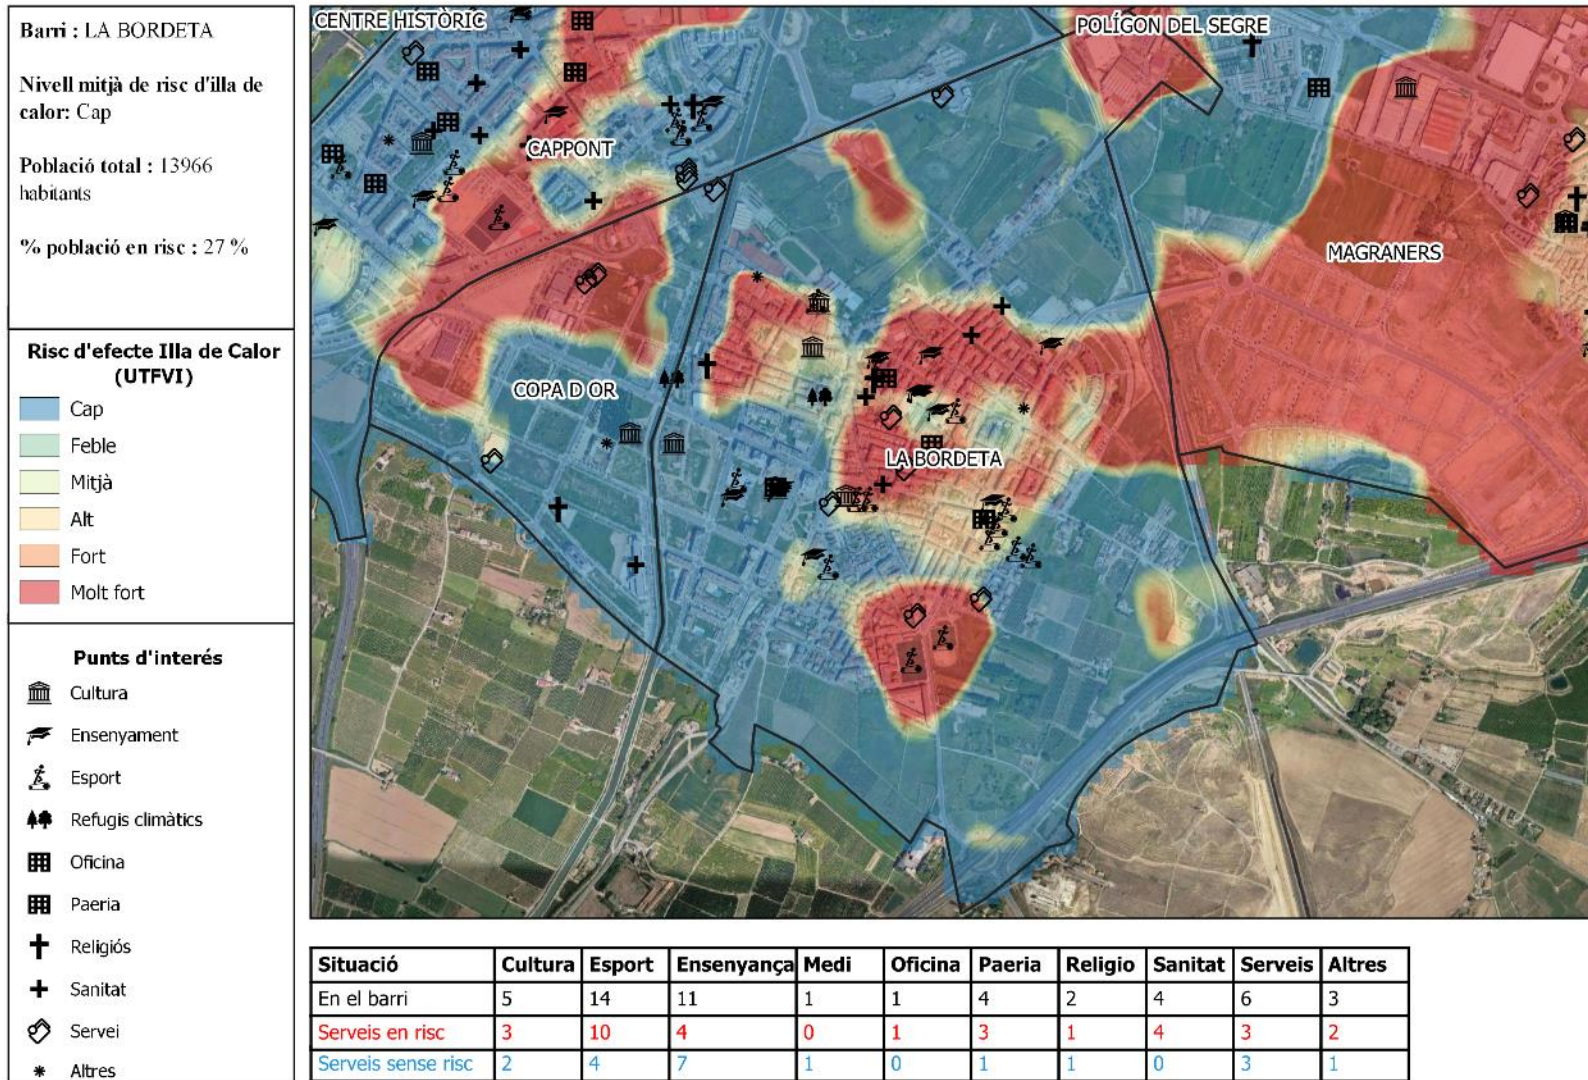 Barri : LA BORDETA
Nivell mitjà de risc d'illa de
calor: Cap
Població total : 13966
habitants
% població en risc : 27 %
Risc d'efecte Illa de Calor
(UTFVI)
Cap
Feble
Mitjà
Alt
Fort
Molt fort
Punts d'interés
Cultura
Ensenyament
Esport
Refugis climàtics
Oficina
Paeria
Religiós
Sanitat
Servei
Altres
CENTRE HISTÒRIC
POLÍGON DEL SEGRE
CAPPONT
MAGRANERS
COPA D OR
LA BORDETA
Situació Cultura Esport Ensenyança Medi Oficina Paeria Religio Sanitat Serveis Altres
En el barri 5 14 11 1 1 4 2 4 6 3
Serveis en risc 3 10 4 0 1 3 1 4 3 2
Serveis sense risc 2 4 7 1 0 1 1 0 3 1